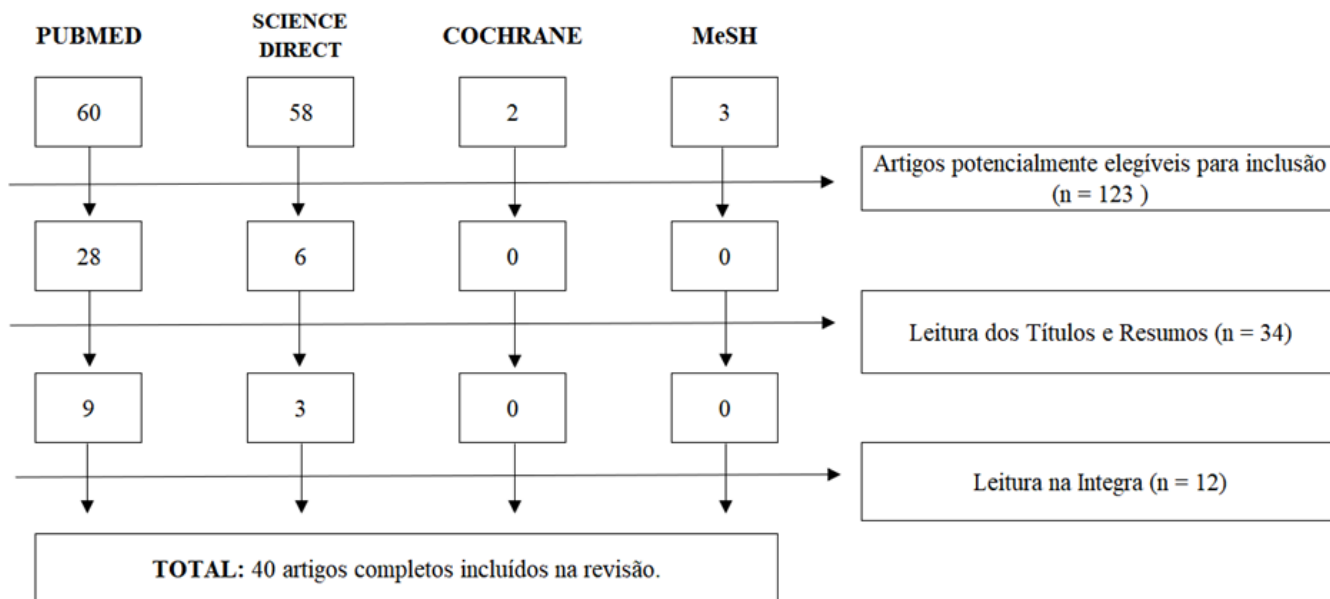 PUBMED
SCIENCE
DIRECT
COCHRANE
MeSH
60
58
2
3
Artigos potencialmente elegíveis para inclusão
(n = 123 )
28
6
0
0
Leitura dos Títulos e Resumos (n = 34)
9
3
0
0
Leitura na Integra (n = 12)
TOTAL: 40 artigos completos incluídos na revisão.